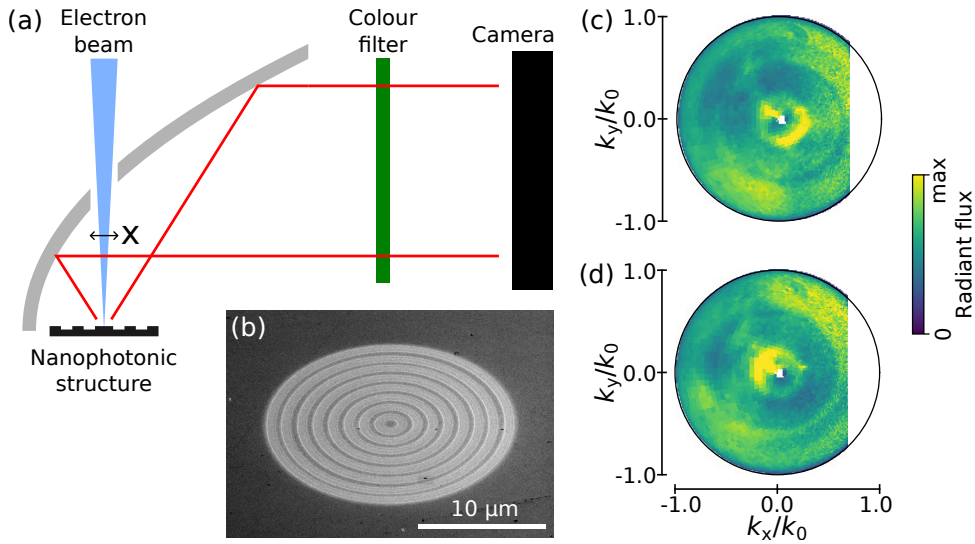 (a)
Electron
beam
Colour
filter
Camera
X
Nanophotonic
structure
(b)
10 µm
(c)
1.0
0.0
-1.0
k_y/k_0
(d)
1.0
0.0
-1.0
k_y/k_0
-1.0
0.0
1.0
k_x/k_0
max
0
Radiant flux